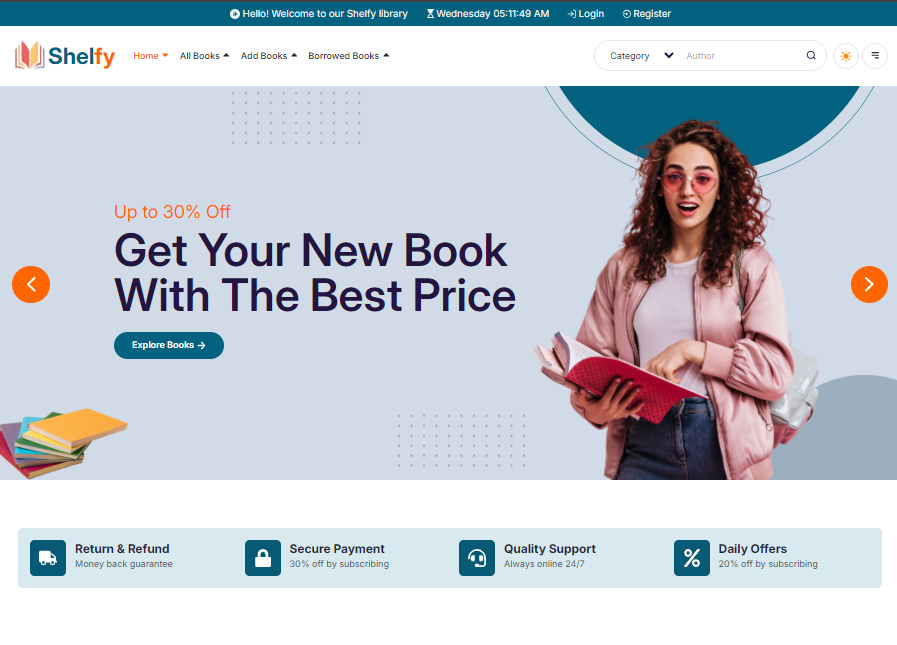 Hello! Welcome to our Shelfy library
Wednesday 05:11:49 AM
Login
Register
Shelfy
Home
All Books
Add Books
Borrowed Books
Category
Author
Up to 30% Off
Get Your New Book
With The Best Price
Explore Books →
Return & Refund
Money back guarantee
Secure Payment
30% off by subscribing
Quality Support
Always online 24/7
Daily Offers
20% off by subscribing